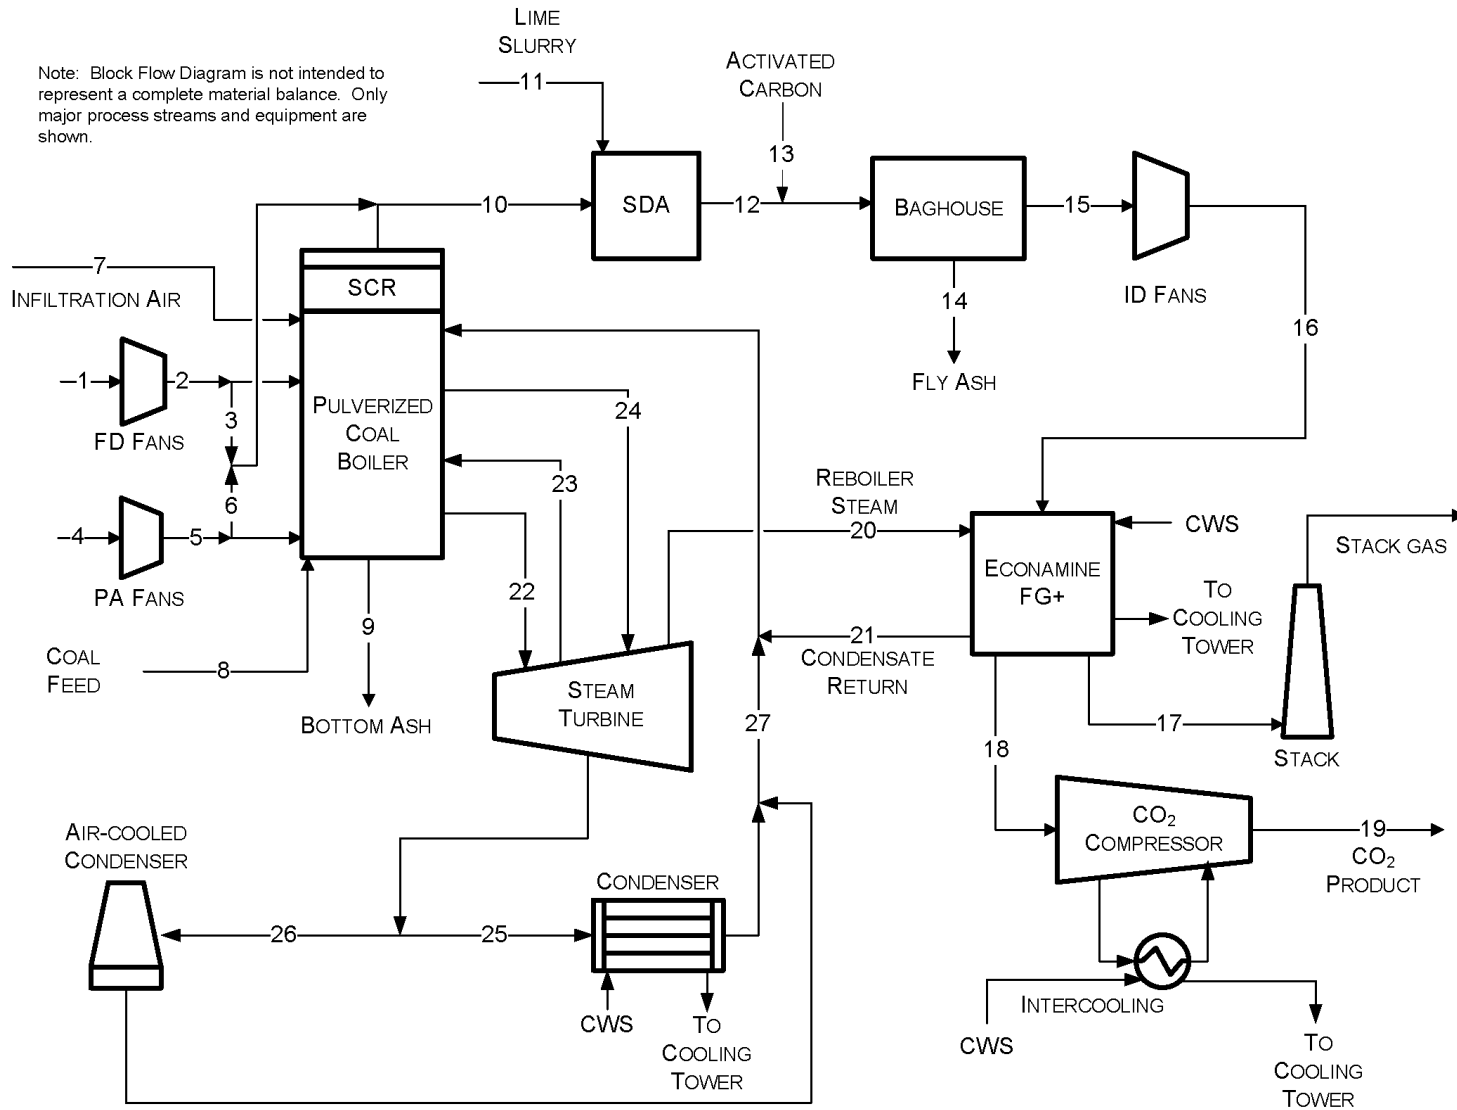 Note: Block Flow Diagram is not intended to
represent a complete material balance. Only
major process streams and equipment are
shown.
LIME
SLURRY
11
ACTIVATED
CARBON
13
10
SDA
12
BAGHOUSE
15
ID FANS
14
FLY ASH
16
7
INFILTRATION AIR
SCR
1
2
FD FANS
3
PULVERIZED
COAL
BOILER
24
23
6
4
5
PA FANS
22
COAL
FEED
8
9
BOTTOM ASH
STEAM
TURBINE
REBOILER
STEAM
20
ECONAMINE
FG+
CWS
TO
COOLING
TOWER
STACK GAS
21
CONDENSATE
RETURN
27
17
STACK
18
CO2
COMPRESSOR
19
CO2
PRODUCT
AIR-COOLED
CONDENSER
CONDENSER
26
25
CWS
TO
COOLING
TOWER
INTERCOOLING
CWS
TO
COOLING
TOWER